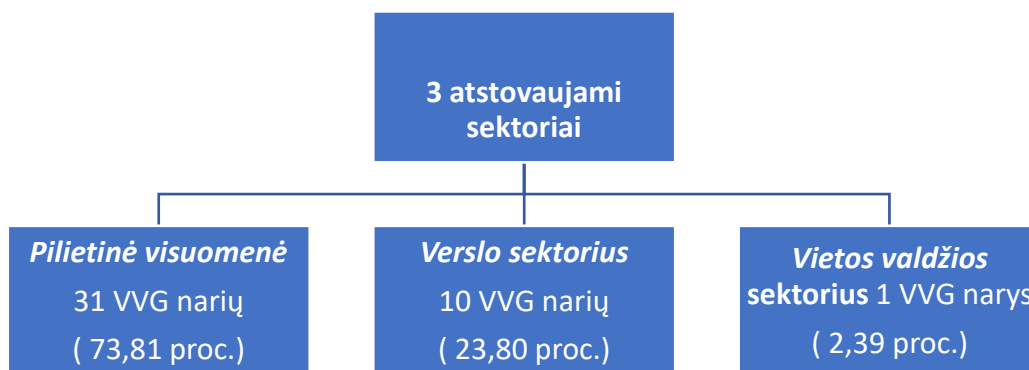 3 atstovaujami
sektoriai
Pilietinė visuomenė
31 VVG narių
( 73,81 proc.)
Verslo sektorius
10 VVG narių
( 23,80 proc.)
Vietos valdžios
sektorius 1 VVG narys
( 2,39 proc.)